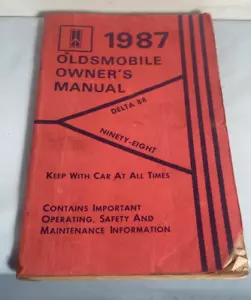 1987
OLDSMOBILE
OWNER'S
MANUAL
DELTA 88
NINETY-EIGHT
KEEP WITH CAR AT ALL TIMES
CONTAINS IMPORTANT
OPERATING, SAFETY AND
MAINTENANCE INFORMATION